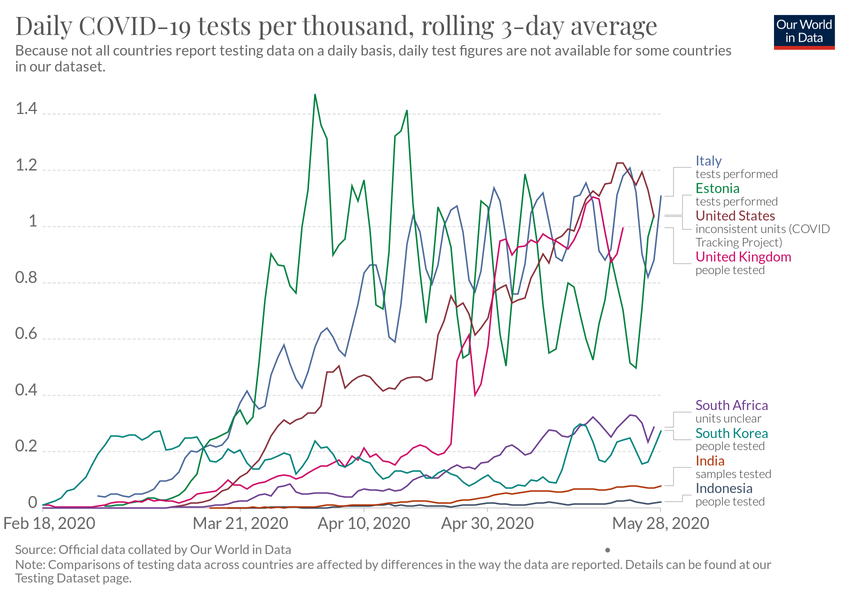 Daily COVID-19 tests per thousand, rolling 3-day average
Our World
in Data
Because not all countries report testing data on a daily basis, daily test figures are not available for some countries
in our dataset.
1.4
1.2
1
0.8
0.6
0.4
0.2
0
Italy
tests performed
Estonia
tests performed
United States
inconsistent units (COVID
Tracking Project)
United Kingdom
people tested
South Africa
units unclear
South Korea
people tested
India
samples tested
Indonesia
people tested
Feb 18, 2020
Mar 21, 2020
Apr 10, 2020
Apr 30, 2020
May 28, 2020
Source: Official data collated by Our World in Data
Note: Comparisons of testing data across countries are affected by differences in the way the data are reported. Details can be found at our
Testing Dataset page.